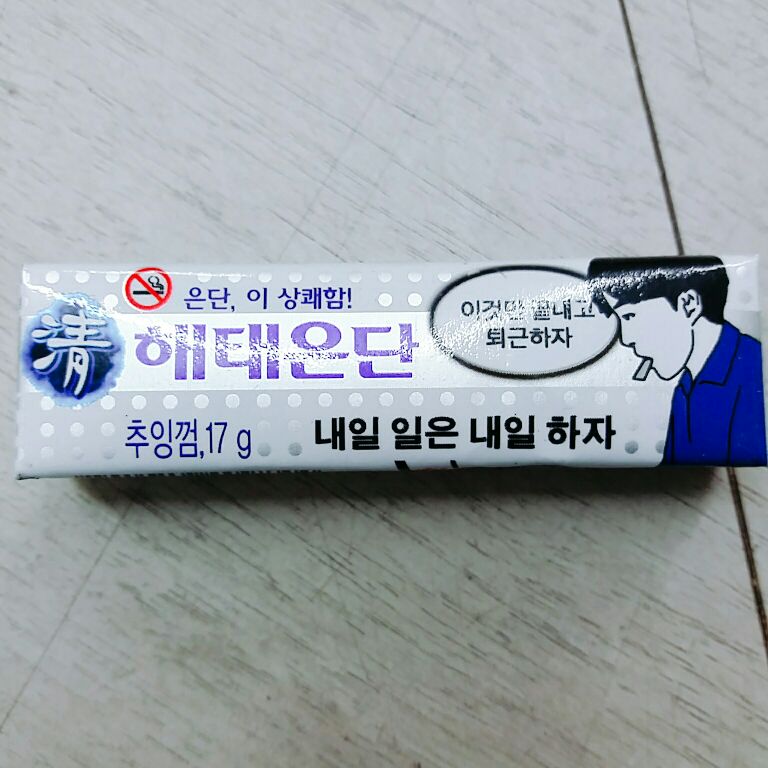 은단, 이 상쾌함!
淸
해태은단
추잉껌,17 g
이것만 끝내고
퇴근하자
내일 일은 내일 하자